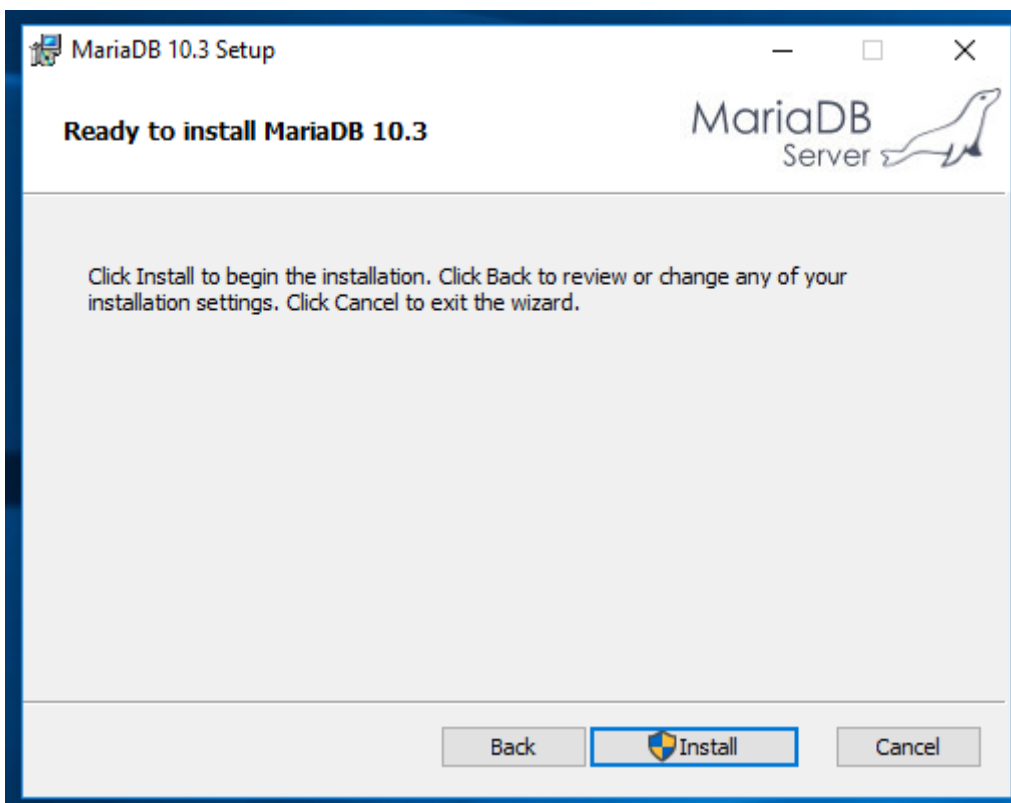 MariaDB 10.3 Setup
Ready to install MariaDB 10.3
MariaDB
Server
Click Install to begin the installation. Click Back to review or change any of your
installation settings. Click Cancel to exit the wizard.
Back
Install
Cancel